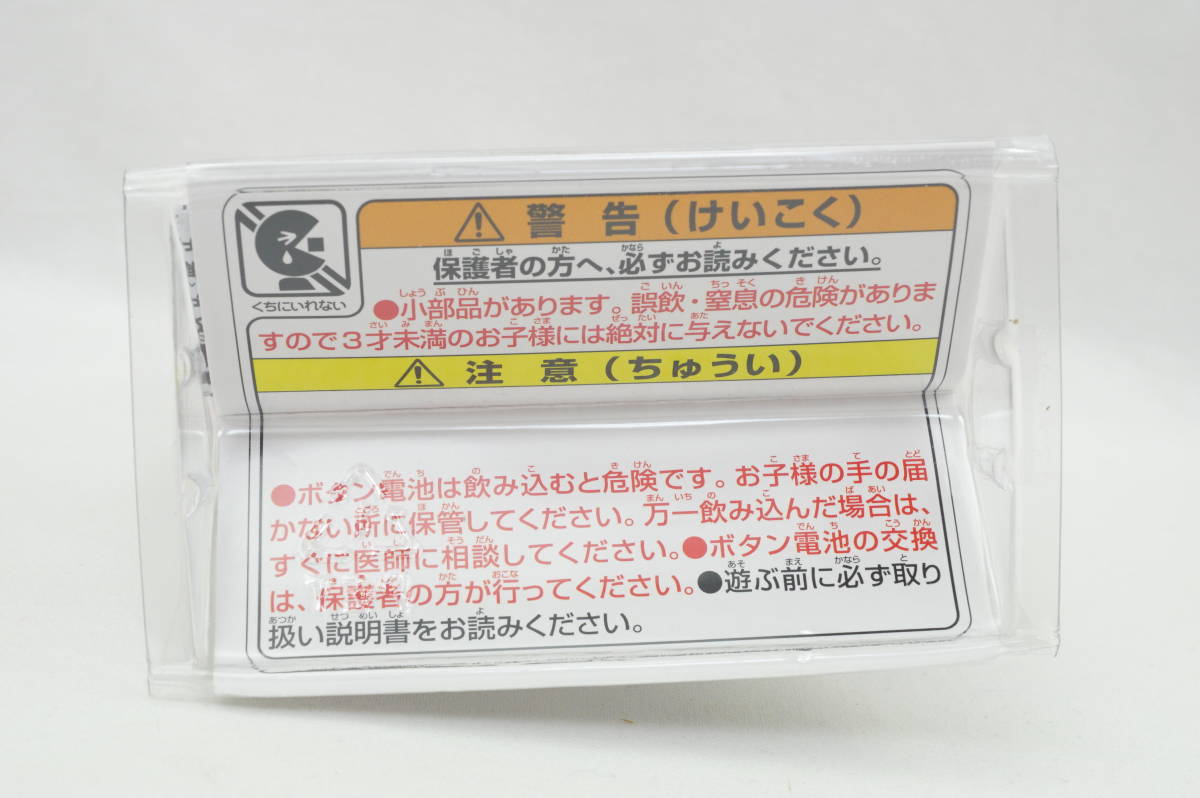 くちにいれない
⚠ 警告(けいこく)
保護者の方へ、必ずお読みください。
●小部品があります。誤飲・窒息の危険がありま
すので3才未満のお子様には絶対に与えないでください。
⚠ 注意(ちゅうい)
●ボタン電池は飲み込むと危険です。お子様の手の届
かない所に保管してください。万一飲み込んだ場合は、
すぐに医師に相談してください。●ボタン電池の交換
は、保護者の方が行ってください。●遊ぶ前に必ず取り
扱い説明書をお読みください。